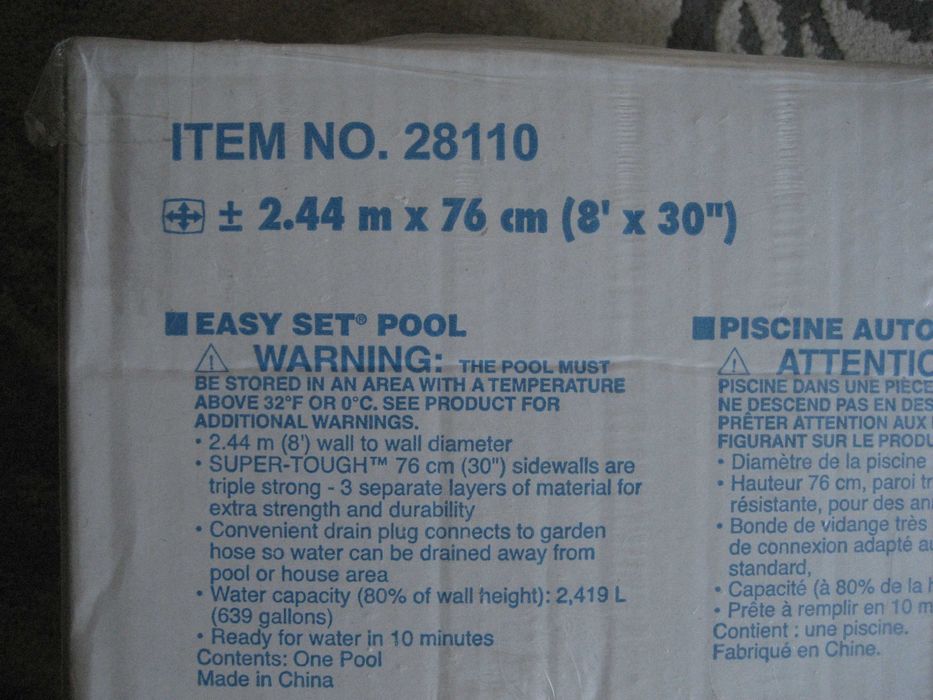 ITEM NO. 28110
± 2.44 m x 76 cm (8' x 30")
EASY SET® POOL
WARNING: THE POOL MUST
BE STORED IN AN AREA WITH A TEMPERATURE
ABOVE 32°F OR 0°C. SEE PRODUCT FOR
ADDITIONAL WARNINGS.
• 2.44 m (8') wall to wall diameter
• SUPER-TOUGH™ 76 cm (30") sidewalls are
triple strong - 3 separate layers of material for
extra strength and durability
• Convenient drain plug connects to garden
hose so water can be drained away from
pool or house area
• Water capacity (80% of wall height): 2,419 L
(639 gallons)
• Ready for water in 10 minutes
Contents: One Pool
Made in China
PISCINE AUTO
ATTENTIO
PISCINE DANS UNE PIÈCE
NE DESCEND PAS EN DES
PRÊTER ATTENTION AUX
FIGURANT SUR LE PRODU
• Diamètre de la piscine
• Hauteur 76 cm, paroi tr
résistante, pour des an
• Bonde de vidange très
de connexion adapté au
standard,
• Capacité (à 80% de la h
• Prête à remplir en 10 m
Contient : une piscine.
Fabriqué en Chine.